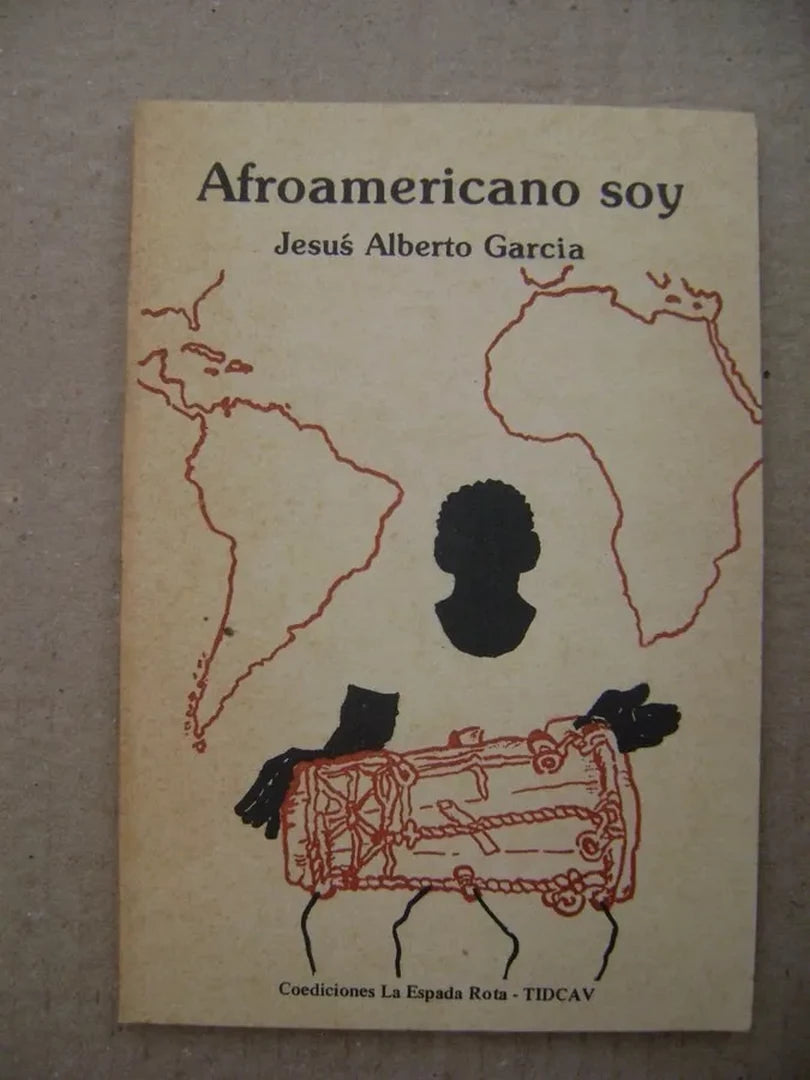 Afroamericano soy
Jesuś Alberto Garcia
Coediciones La Espada Rota - TIDCAV